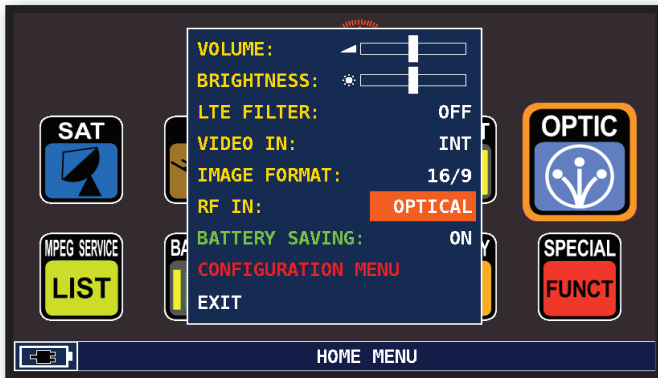 VOLUME:
BRIGHTNESS:
LTE FILTER: OFF
VIDEO IN: INT
IMAGE FORMAT: 16/9
RF IN: OPTICAL
BATTERY SAVING: ON
CONFIGURATION MENU
EXIT
SAT
OPTIC
MPEG SERVICE
LIST
SPECIAL
FUNCT
HOME MENU